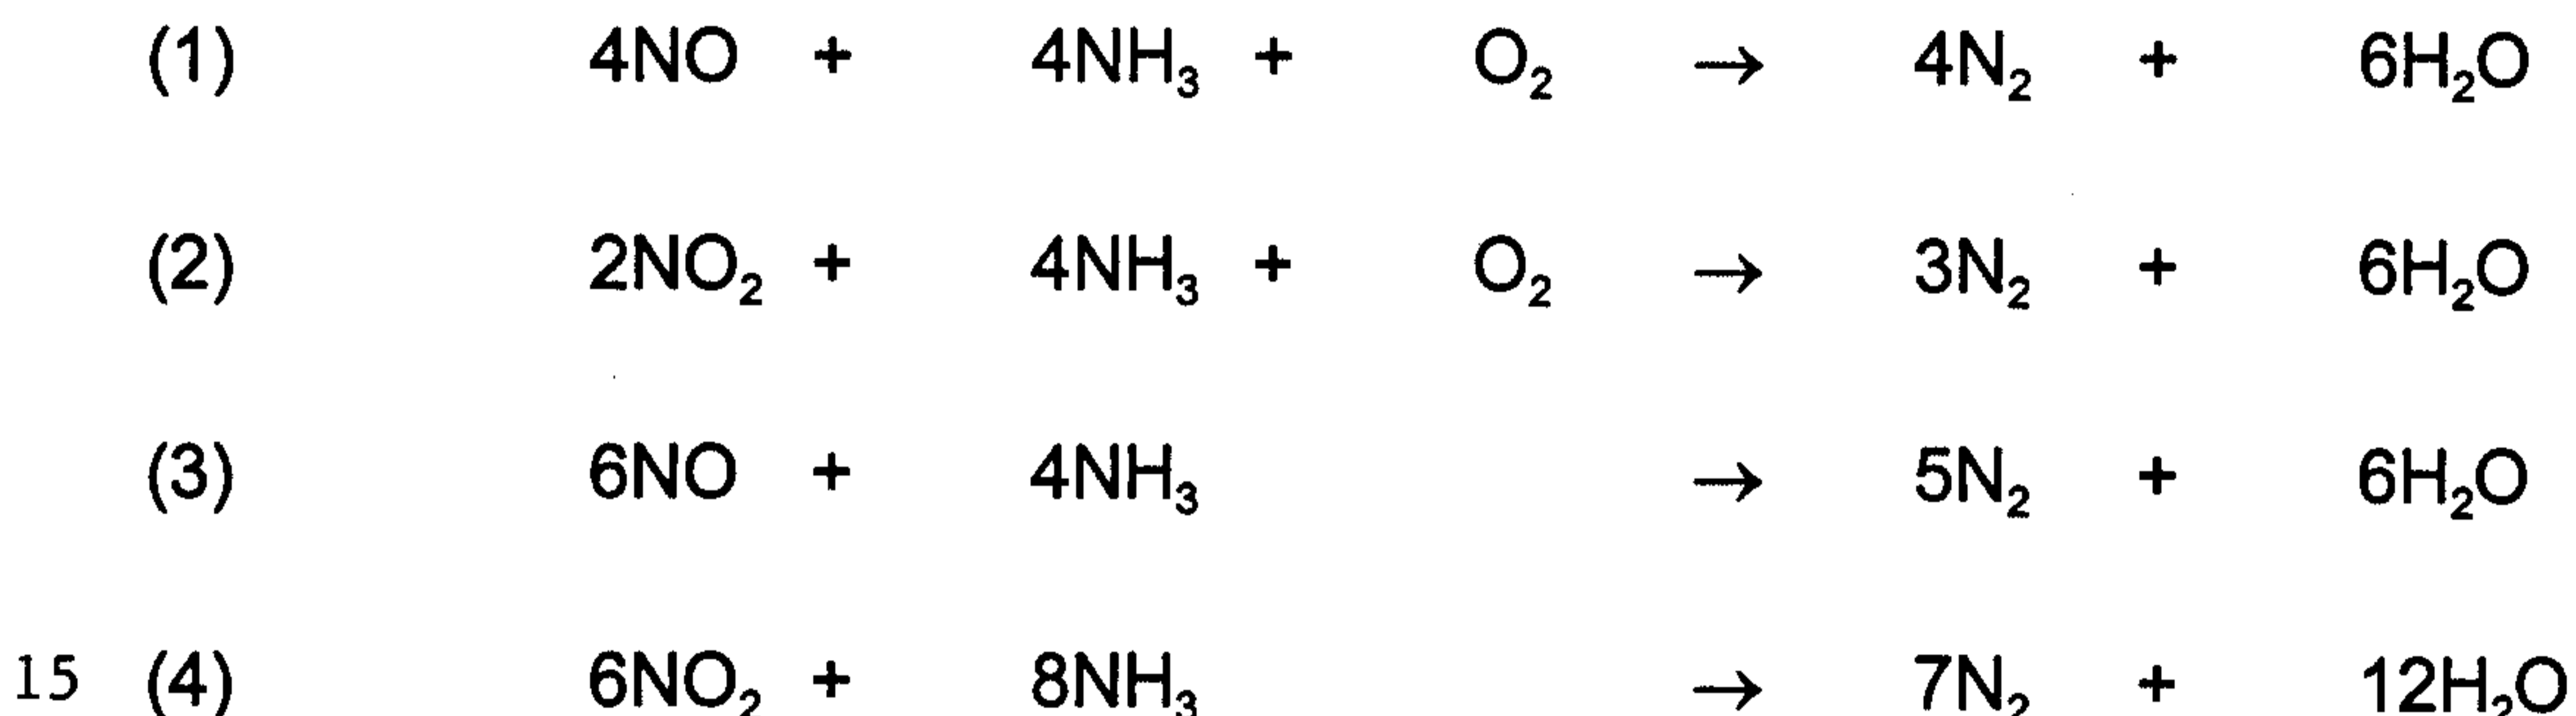 (1) 4NO + 4NH₃ + O₂ → 4N₂ + 6H₂O
(2) 2NO₂ + 4NH₃ + O₂ → 3N₂ + 6H₂O
(3) 6NO + 4NH₃ → 5N₂ + 6H₂O
15 (4) 6NO₂ + 8NH₃ → 7N₂ + 12H₂O